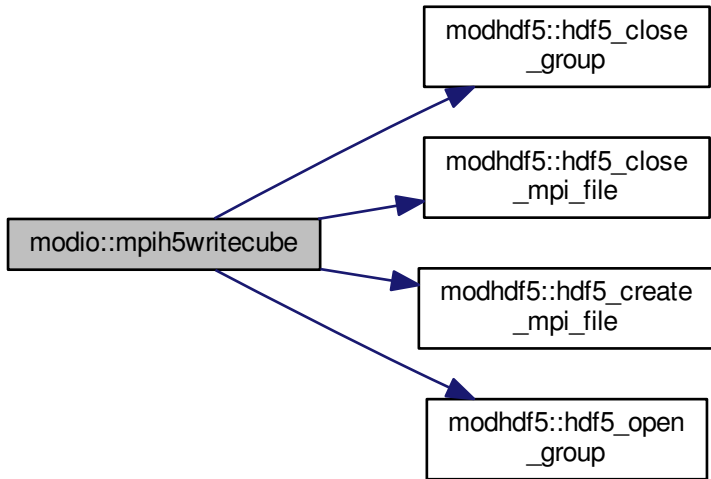 modhdf5::hdf5_close
_group
modhdf5::hdf5_close
_mpi_file
modio::mpih5writecube
modhdf5::hdf5_create
_mpi_file
modhdf5::hdf5_open
_group